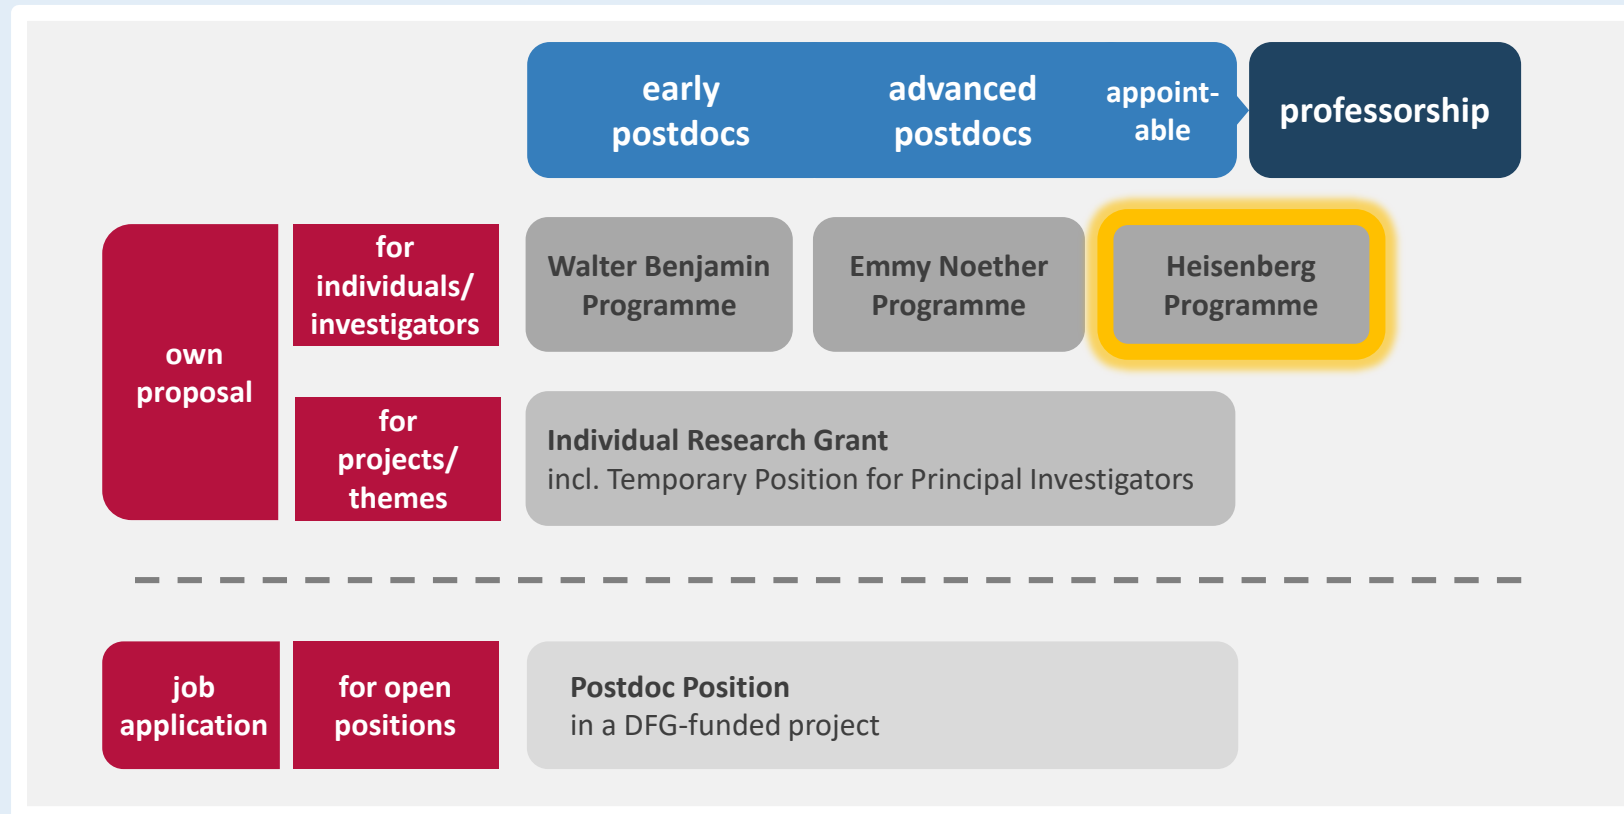 early
postdocs
advanced
postdocs
appoint-
able
professorship
own
proposal
for
individuals/
investigators
Walter Benjamin
Programme
Emmy Noether
Programme
Heisenberg
Programme
for
projects/
themes
Individual Research Grant
incl. Temporary Position for Principal Investigators
job
application
for open
positions
Postdoc Position
in a DFG-funded project